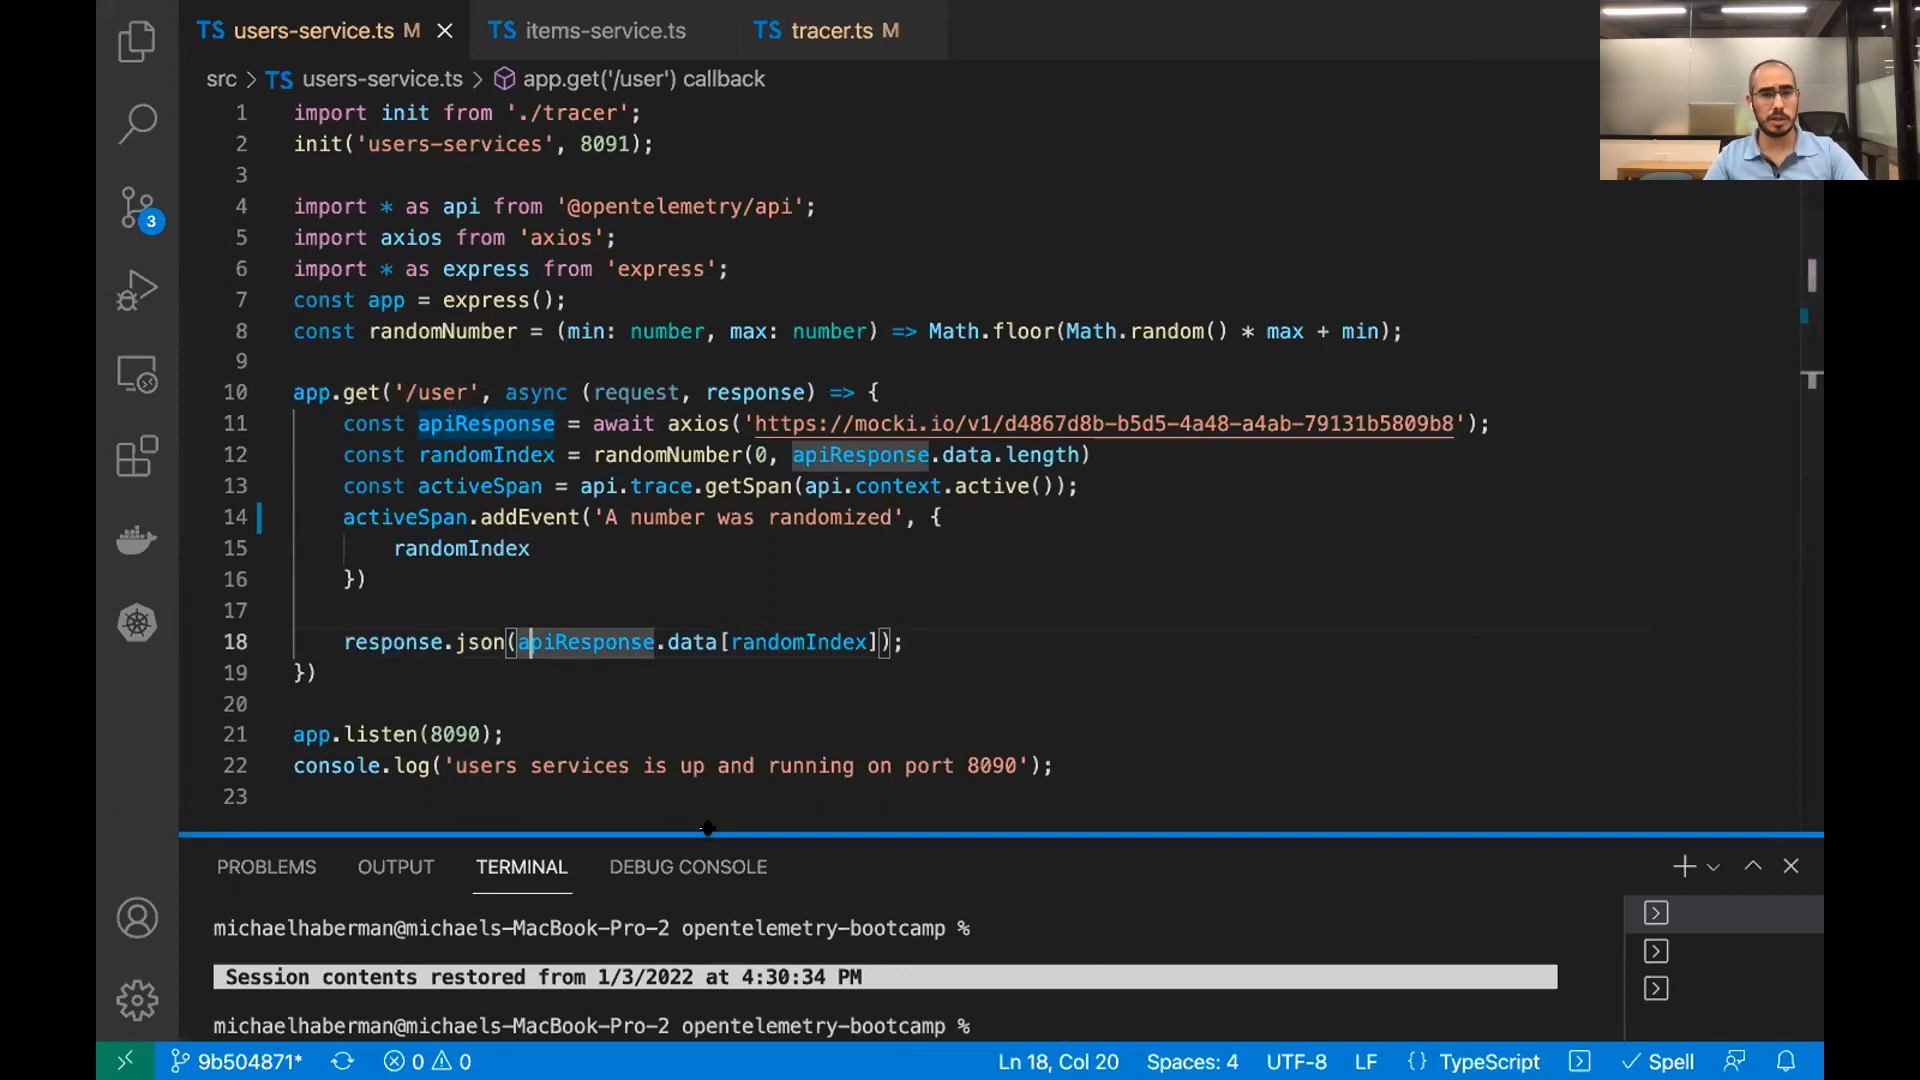 TS users-service.ts M
TS items-service.ts
TS tracer.ts M
src > TS users-service.ts > app.get('/user') callback
1 import init from './tracer';
2 init('users-services', 8091);
3
4 import * as api from '@opentelemetry/api';
5 import axios from 'axios';
6 import * as express from 'express';
7 const app = express();
8 const randomNumber = (min: number, max: number) => Math.floor(Math.random() * max + min);
9
10 app.get('/user', async (request, response) => {
11 const apiResponse = await axios('https://mocki.io/v1/d4867d8b-b5d5-4a48-a4ab-79131b5809b8');
12 const randomIndex = randomNumber(0, apiResponse.data.length)
13 const activeSpan = api.trace.getSpan(api.context.active());
14 activeSpan.addEvent('A number was randomized', {
15 randomIndex
16 })
17
18 response.json(apiResponse.data[randomIndex]);
19 })
20
21 app.listen(8090);
22 console.log('users services is up and running on port 8090');
23
3
PROBLEMS OUTPUT TERMINAL DEBUG CONSOLE
michaelhaberman@michaels-MacBook-Pro-2 opentelemetry-bootcamp %
Session contents restored from 1/3/2022 at 4:30:34 PM
michaelhaberman@michaels-MacBook-Pro-2 opentelemetry-bootcamp %
9b504871* 0 0 Ln 18, Col 20 Spaces: 4 UTF-8 LF {} TypeScript Spell